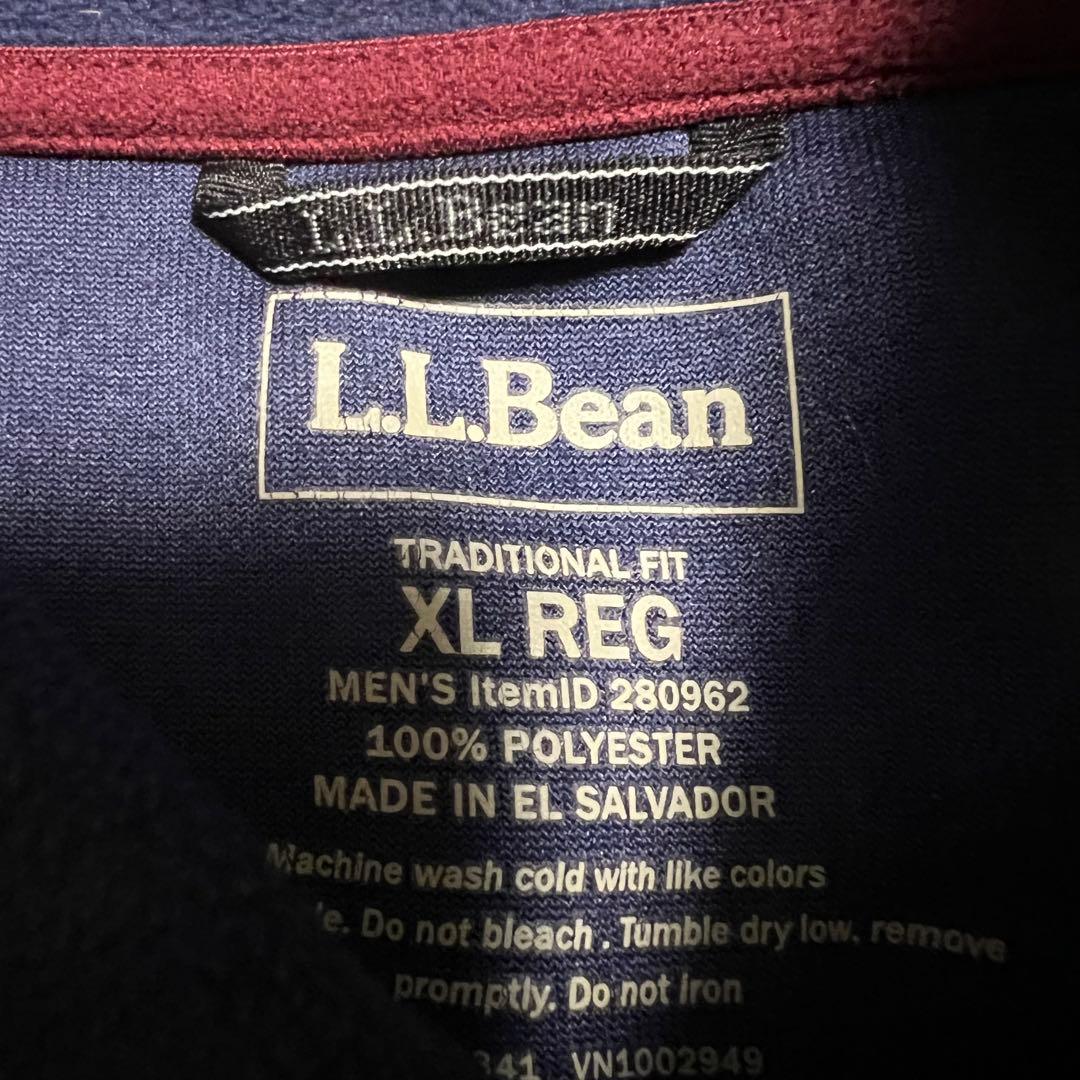 L.L.Bean
L.L.Bean
TRADITIONAL FIT
XL REG
MEN'S ItemID 280962
100% POLYESTER
MADE IN EL SALVADOR
Machine wash cold with like colors
Do not bleach . Tumble dry low, remove
promptly. Do not iron
341 VN1002949